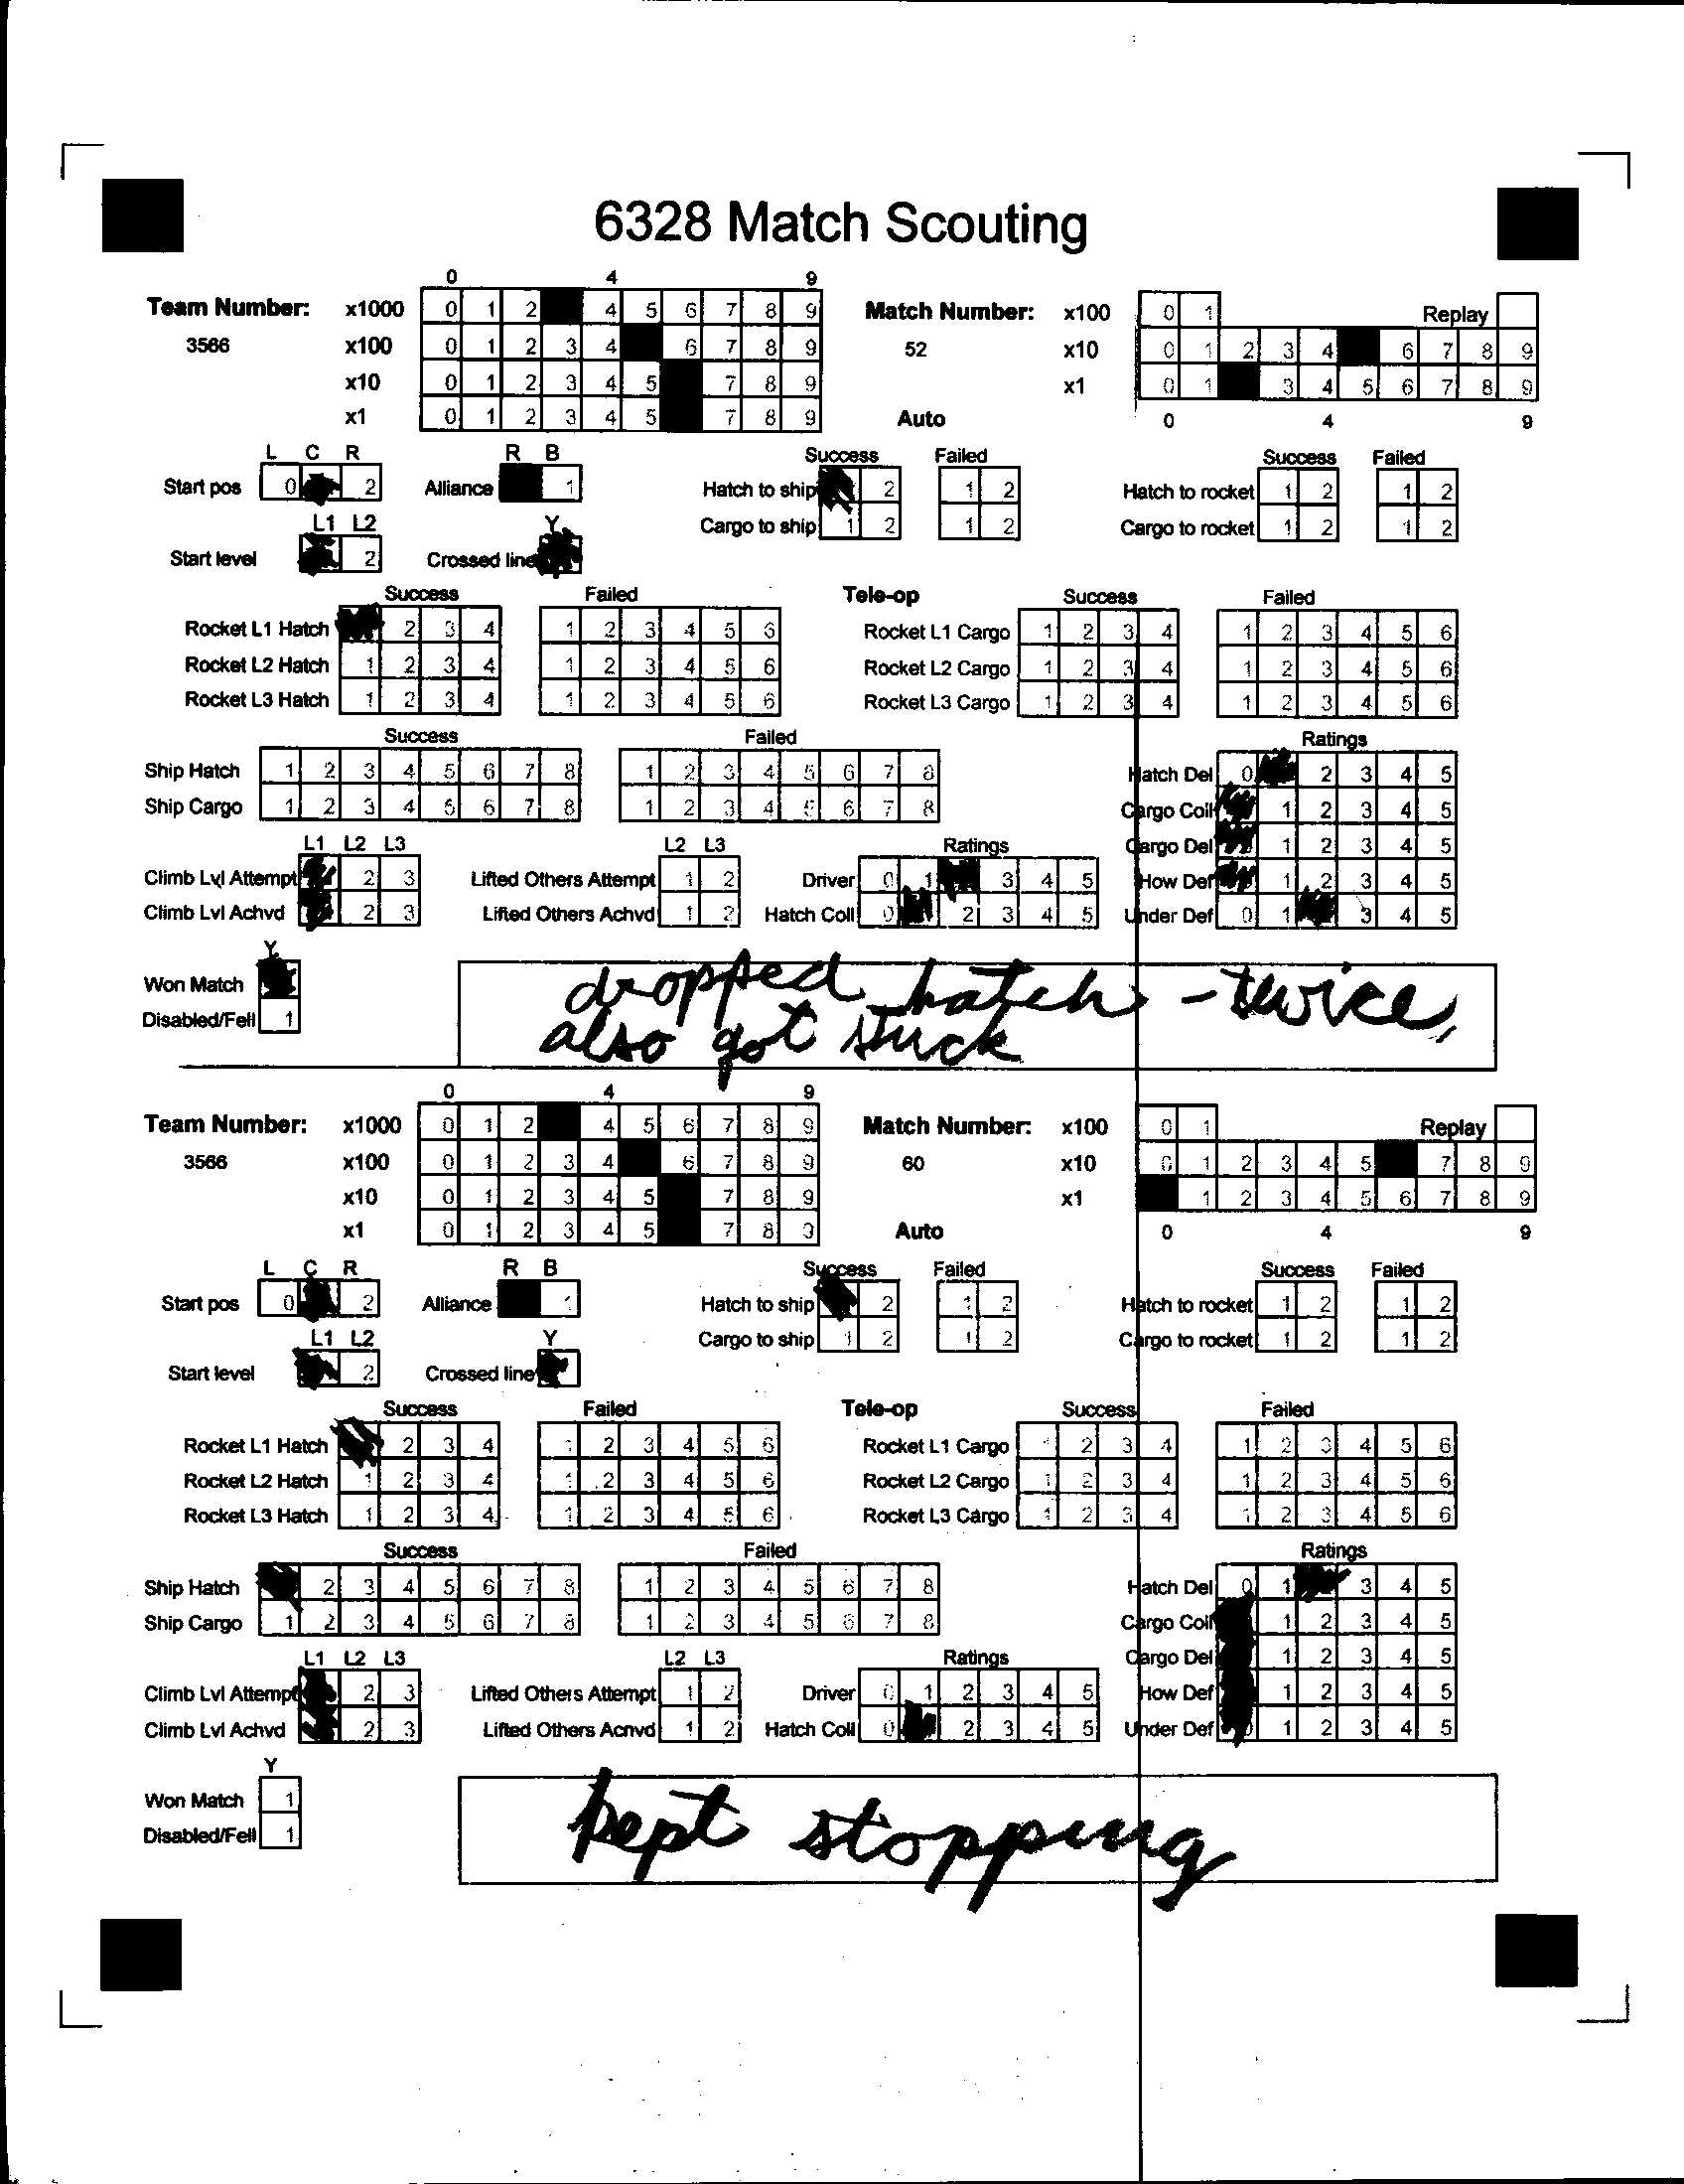 6328 Match Scouting
0 4 9
Team Number: x1000 0 1 2 4 5 6 7 8 9 Match Number: x100 0 1 Replay
3566 x100 0 1 2 3 4 6 7 8 9 52 x10 0 1 2 3 4 6 7 8 9
x10 0 1 2 3 4 5 7 8 9 x1 0 1 3 4 5 6 7 8 9
x1 0 1 2 3 4 5 7 8 9 Auto 0 4 9
L C R R B Success Failed Success Failed
Start pos 0 2 Alliance 1 Hatch to ship 2 1 2 Hatch to rocket 1 2 1 2
L1 L2 Y Cargo to ship 1 2 1 2 Cargo to rocket 1 2 1 2
Start level 2 Crossed line
Success Failed Tele-op Success Failed
Rocket L1 Hatch 2 3 4 1 2 3 4 5 6 Rocket L1 Cargo 1 2 3 4 1 2 3 4 5 6
Rocket L2 Hatch 1 2 3 4 1 2 3 4 5 6 Rocket L2 Cargo 1 2 3 4 1 2 3 4 5 6
Rocket L3 Hatch 1 2 3 4 1 2 3 4 5 6 Rocket L3 Cargo 1 2 3 4 1 2 3 4 5 6
Success Failed Ratings
Ship Hatch 1 2 3 4 5 6 7 8 1 2 3 4 5 6 7 8 Hatch Del 0 2 3 4 5
Ship Cargo 1 2 3 4 5 6 7 8 1 2 3 4 5 6 7 8 Cargo Coll 1 2 3 4 5
L1 L2 L3 L2 L3 Ratings Cargo Del 1 2 3 4 5
Climb Lvl Attempt 2 3 Lifted Others Attempt 1 2 Driver 0 1 3 4 5 How Def 1 2 3 4 5
Climb Lvl Achvd 2 3 Lifted Others Achvd 1 2 Hatch Coll 0 2 3 4 5 Under Def 0 1 3 4 5
Y
Won Match
Disabled/Fell 1
dropped hatch - twice,
also got stuck
0 4 9
Team Number: x1000 0 1 2 4 5 6 7 8 9 Match Number: x100 0 1 Replay
3566 x100 0 1 2 3 4 6 7 8 9 60 x10 0 1 2 3 4 5 7 8 9
x10 0 1 2 3 4 5 7 8 9 x1 1 2 3 4 5 6 7 8 9
x1 0 1 2 3 4 5 7 8 9 Auto 0 4 9
L C R R B Success Failed Success Failed
Start pos 0 2 Alliance 1 Hatch to ship 2 1 2 Hatch to rocket 1 2 1 2
L1 L2 Y Cargo to ship 1 2 1 2 Cargo to rocket 1 2 1 2
Start level 2 Crossed line
Success Failed Tele-op Success Failed
Rocket L1 Hatch 2 3 4 1 2 3 4 5 6 Rocket L1 Cargo 1 2 3 4 1 2 3 4 5 6
Rocket L2 Hatch 1 2 3 4 1 2 3 4 5 6 Rocket L2 Cargo 1 2 3 4 1 2 3 4 5 6
Rocket L3 Hatch 1 2 3 4 1 2 3 4 5 6 Rocket L3 Cargo 1 2 3 4 1 2 3 4 5 6
Success Failed Ratings
Ship Hatch 2 3 4 5 6 7 8 1 2 3 4 5 6 7 8 Hatch Del 0 1 3 4 5
Ship Cargo 1 2 3 4 5 6 7 8 1 2 3 4 5 6 7 8 Cargo Coll 1 2 3 4 5
L1 L2 L3 L2 L3 Ratings Cargo Del 1 2 3 4 5
Climb Lvl Attempt 2 3 Lifted Others Attempt 1 2 Driver 0 1 2 3 4 5 How Def 1 2 3 4 5
Climb Lvl Achvd 2 3 Lifted Others Achvd 1 2 Hatch Coll 0 2 3 4 5 Under Def 1 2 3 4 5
Y
Won Match 1
Disabled/Fell 1
kept stopping